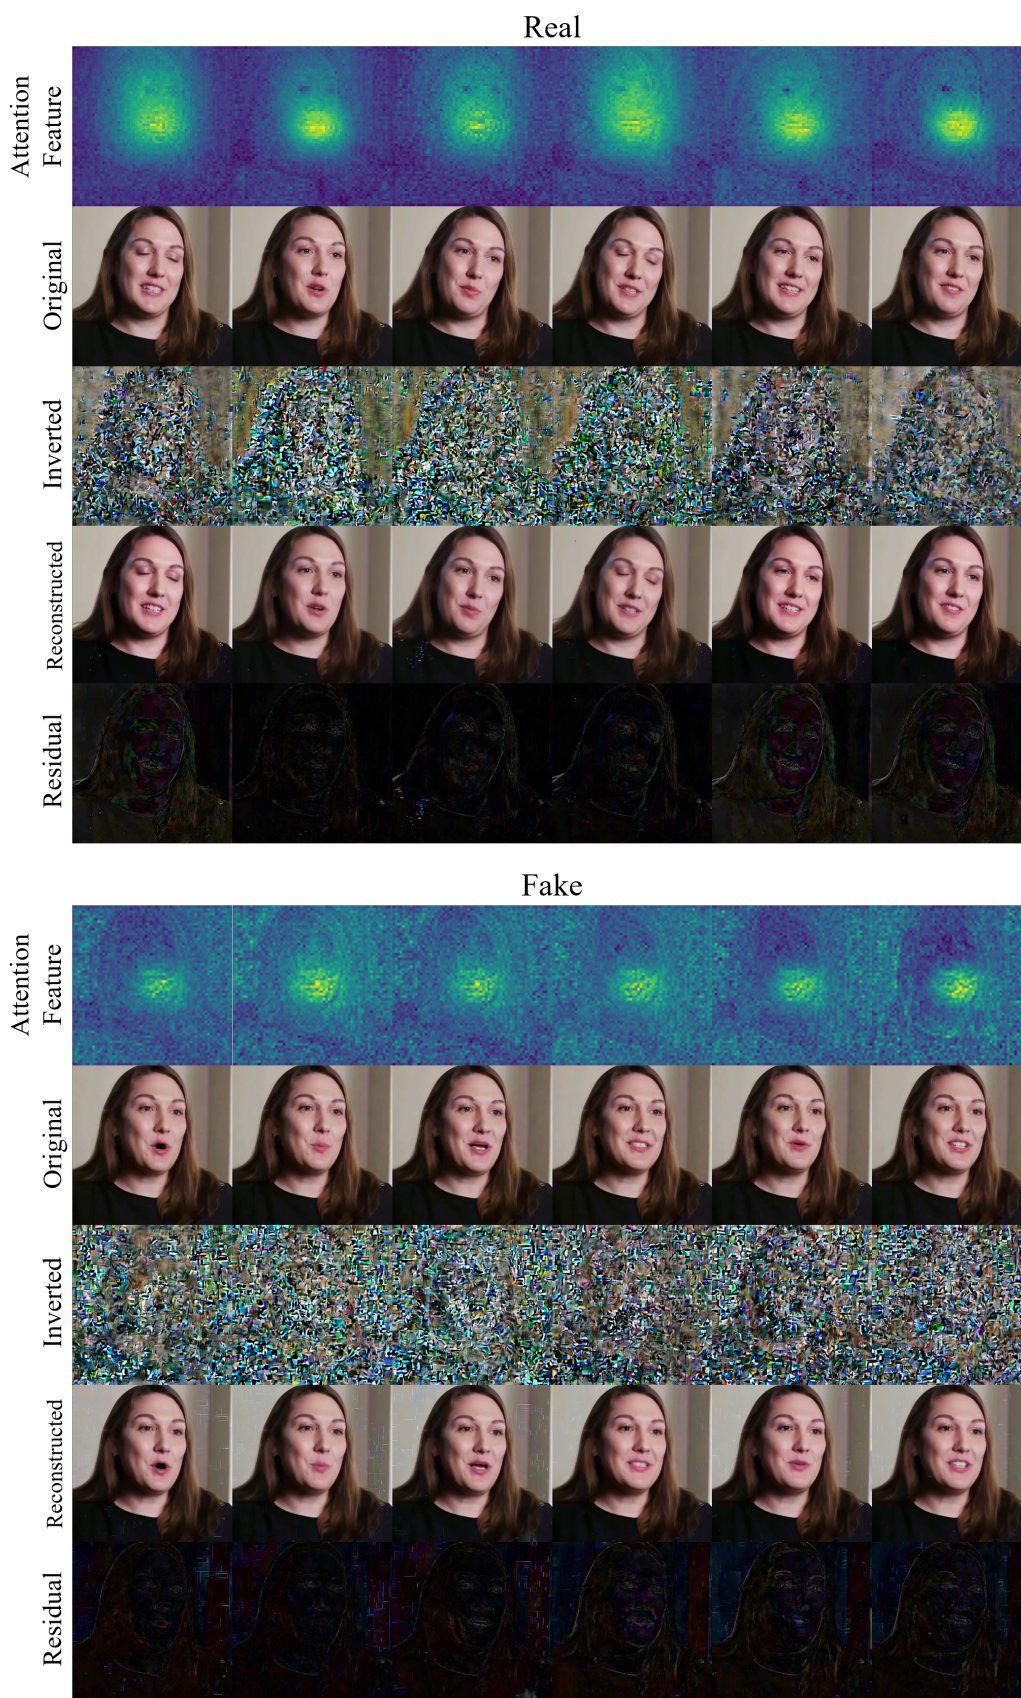 Real
Attention
Feature
Original
Inverted
Reconstructed
Residual
Fake
Attention
Feature
Original
Inverted
Reconstructed
Residual